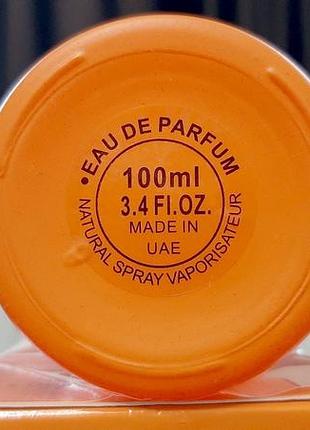 •EAU DE PARFUM
100ml
3.4 Fl.OZ.
MADE IN
UAE
NATURAL SPRAY VAPORISATEUR